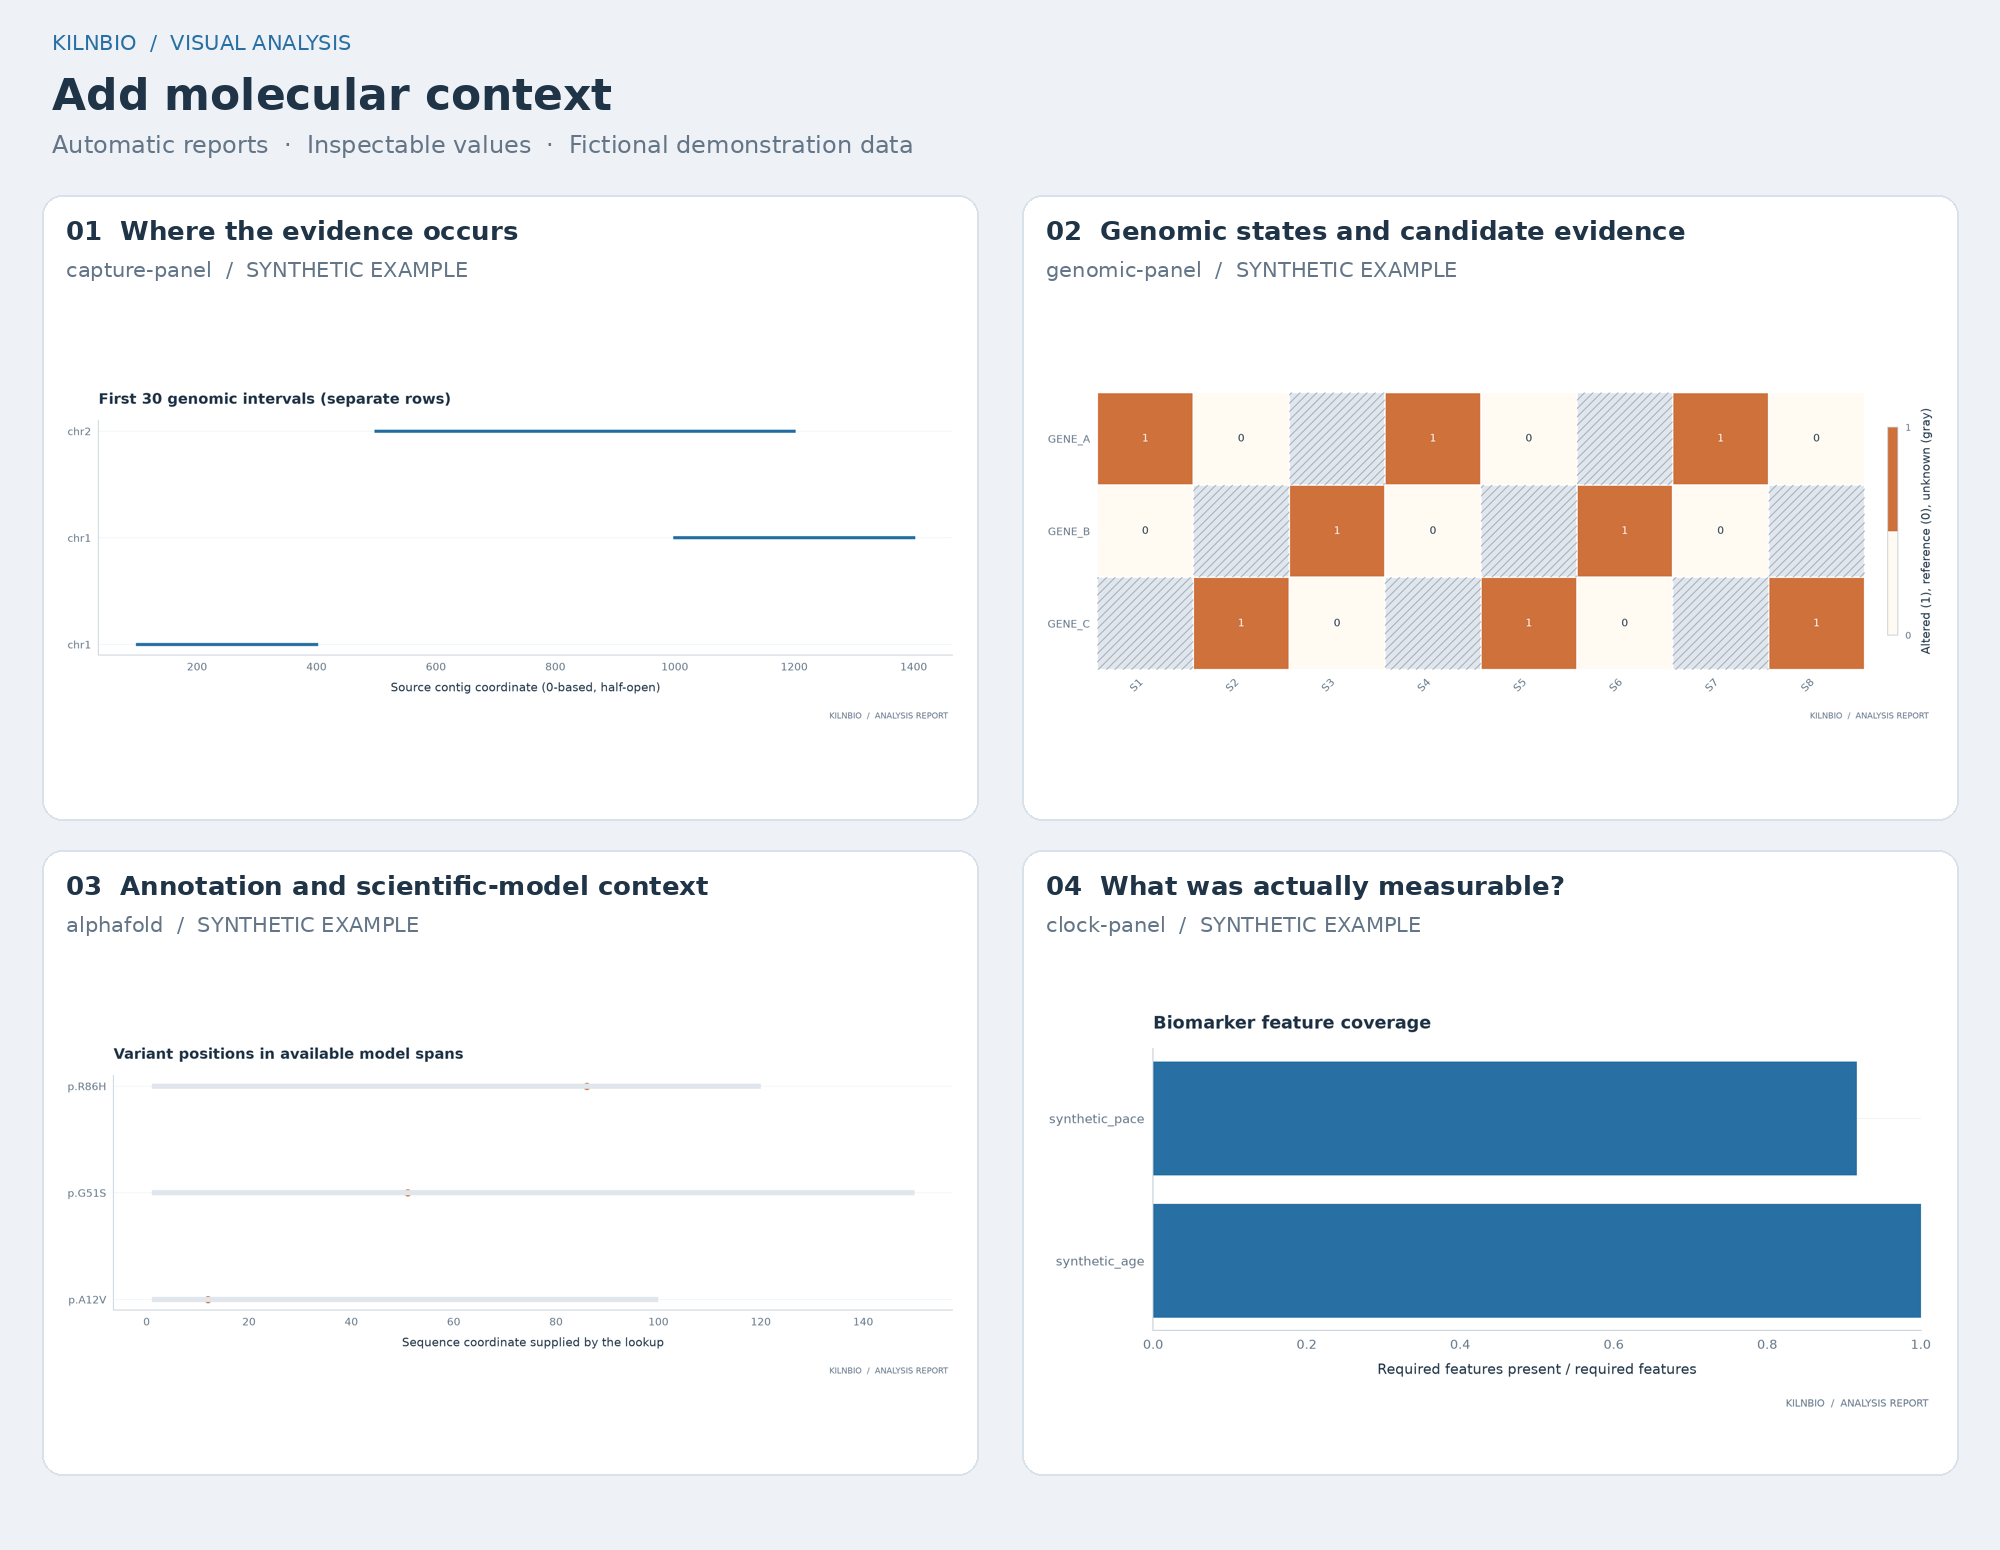 KILNBIO / VISUAL ANALYSIS
Add molecular context
Automatic reports · Inspectable values · Fictional demonstration data
01 Where the evidence occurs
capture-panel / SYNTHETIC EXAMPLE
First 30 genomic intervals (separate rows)
chr2
chr1
chr1
200 400 600 800 1000 1200 1400
Source contig coordinate (0-based, half-open)
KILNBIO / ANALYSIS REPORT
02 Genomic states and candidate evidence
genomic-panel / SYNTHETIC EXAMPLE
GENE_A 1 0 1 0 1 0
GENE_B 0 1 0 1 0
GENE_C 1 0 1 0 1
S1 S2 S3 S4 S5 S6 S7 S8
1
0
Altered (1), reference (0), unknown (gray)
KILNBIO / ANALYSIS REPORT
03 Annotation and scientific-model context
alphafold / SYNTHETIC EXAMPLE
Variant positions in available model spans
p.R86H
p.G51S
p.A12V
0 20 40 60 80 100 120 140
Sequence coordinate supplied by the lookup
KILNBIO / ANALYSIS REPORT
04 What was actually measurable?
clock-panel / SYNTHETIC EXAMPLE
Biomarker feature coverage
synthetic_pace
synthetic_age
0.0 0.2 0.4 0.6 0.8 1.0
Required features present / required features
KILNBIO / ANALYSIS REPORT